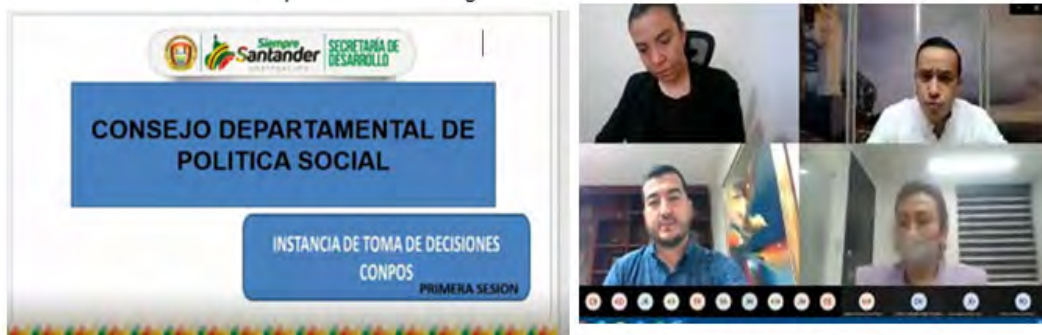 Siempre
Santander
SECRETARÍA DE
DESARROLLO
CONSEJO DEPARTAMENTAL DE
POLITICA SOCIAL
INSTANCIA DE TOMA DE DECISIONES
CONPOS
PRIMERA SESION